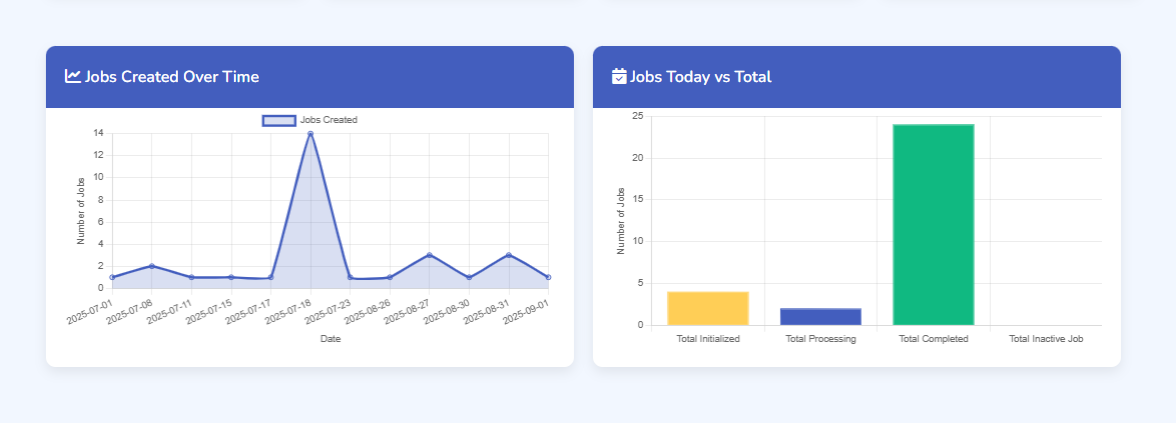 Jobs Created Over Time
Jobs Created
14
12
10
8
6
4
2
0
Number of Jobs
2025-07-01
2025-07-08
2025-07-11
2025-07-15
2025-07-17
2025-07-18
2025-07-23
2025-08-26
2025-08-27
2025-08-30
2025-08-31
2025-09-01
Date
Jobs Today vs Total
25
20
15
10
5
0
Number of Jobs
Total Initialized
Total Processing
Total Completed
Total Inactive Job